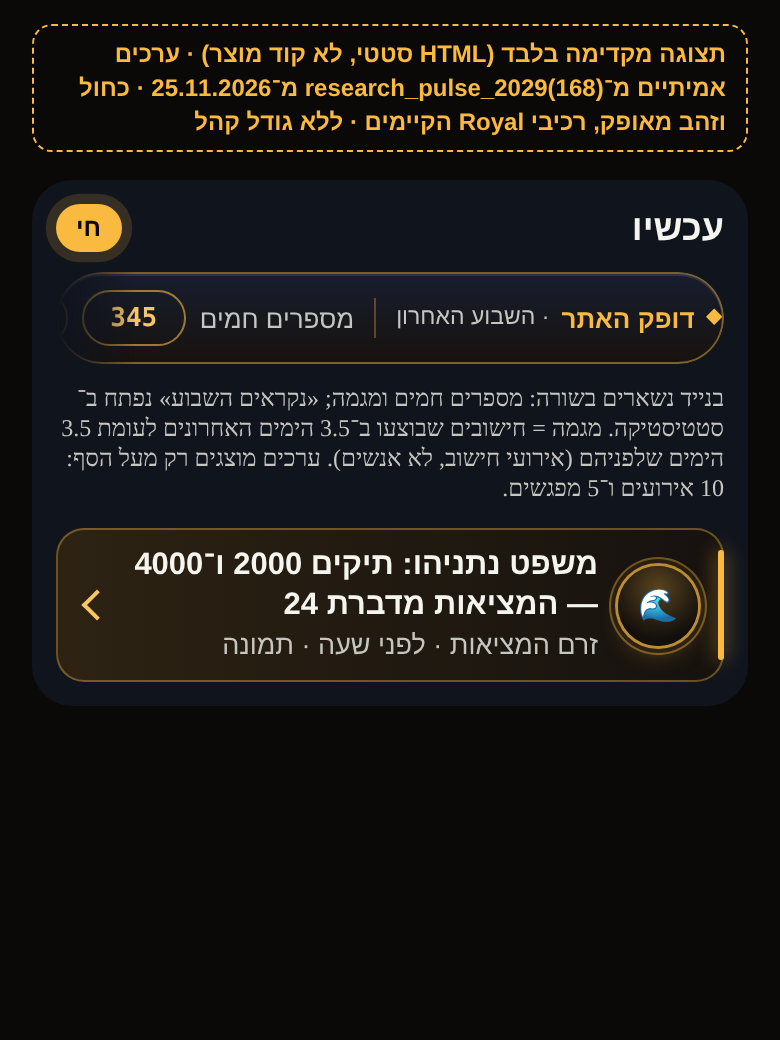 תצוגה מקדימה בלבד (HTML סטטי, לא קוד מוצר) · ערכים
אמיתיים מ־research_pulse_2029(168) מ־25.11.2026 · כחול
וזהב מאופק, רכיבי Royal הקיימים · ללא גודל קהל
עכשיו
חי
דופק האתר · השבוע האחרון
מספרים חמים 345
בנייד נשארים בשורה: מספרים חמים ומגמה; «נקראים השבוע» נפתח ב־
סטטיסטיקה. מגמה = חישובים שבוצעו ב־3.5 הימים האחרונים לעומת 3.5
הימים שלפניהם (אירועי חישוב, לא אנשים). ערכים מוצגים רק מעל הסף:
10 אירועים ו־5 מפגשים.
משפט נתניהו: תיקים 2000 ו־4000
— המציאות מדברת 24
זרם המציאות · לפני שעה · תמונה